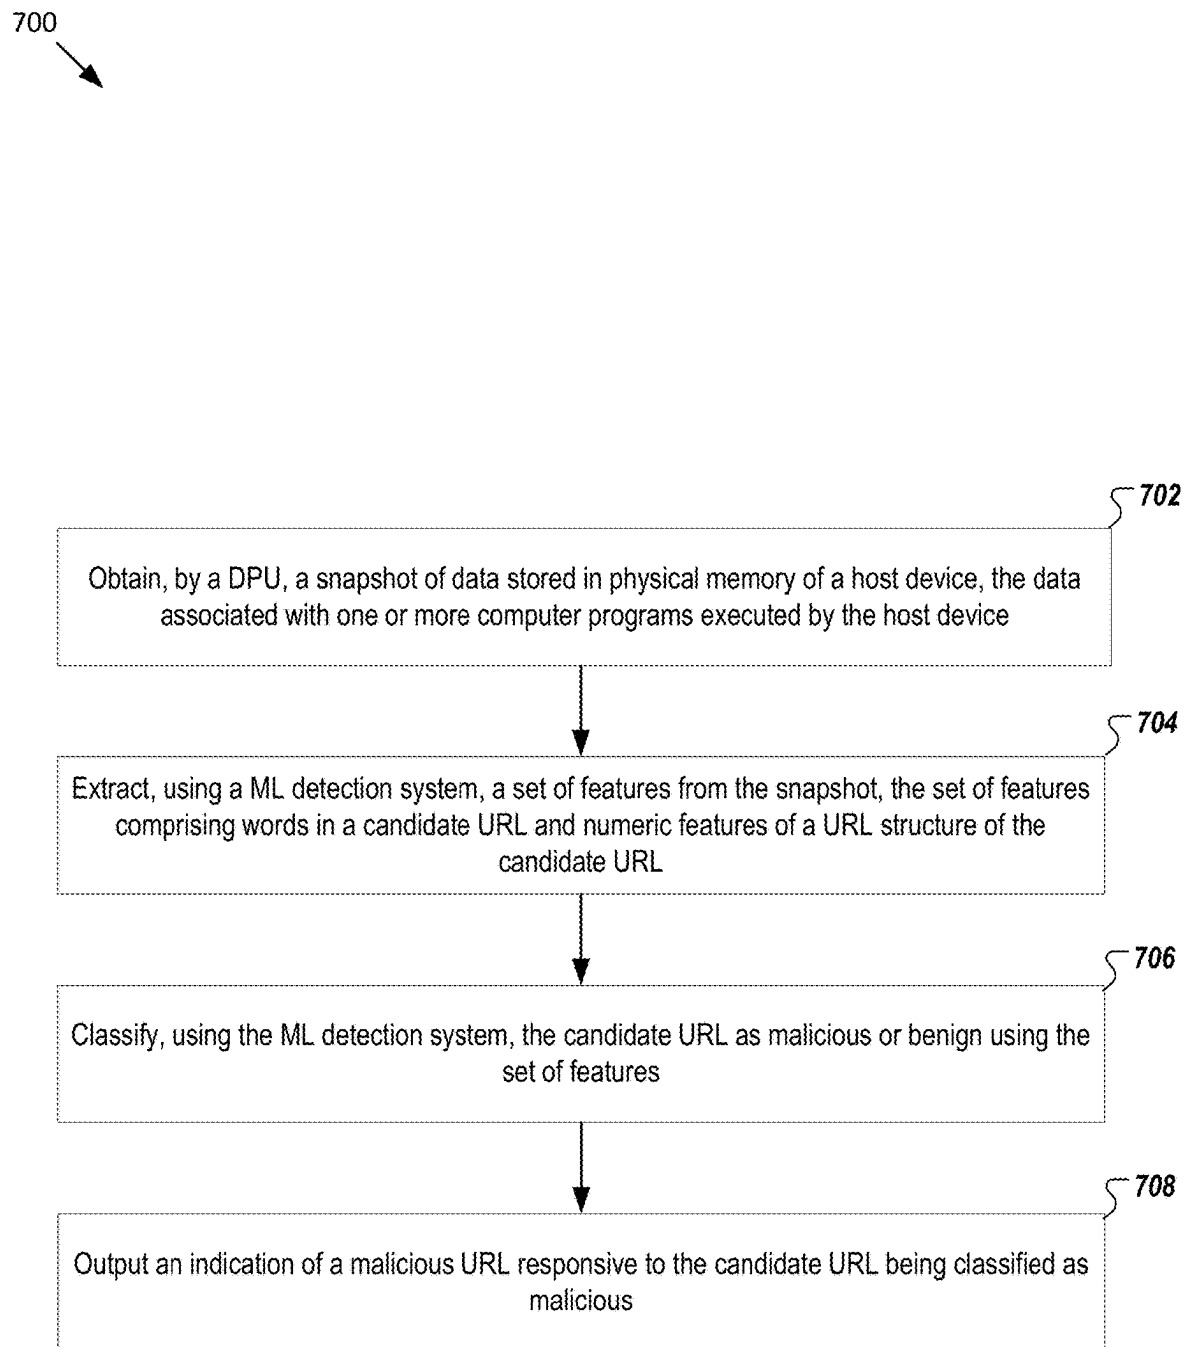 700
702
Obtain, by a DPU, a snapshot of data stored in physical memory of a host device, the data
associated with one or more computer programs executed by the host device
704
Extract, using a ML detection system, a set of features from the snapshot, the set of features
comprising words in a candidate URL and numeric features of a URL structure of the
candidate URL
706
Classify, using the ML detection system, the candidate URL as malicious or benign using the
set of features
708
Output an indication of a malicious URL responsive to the candidate URL being classified as
malicious